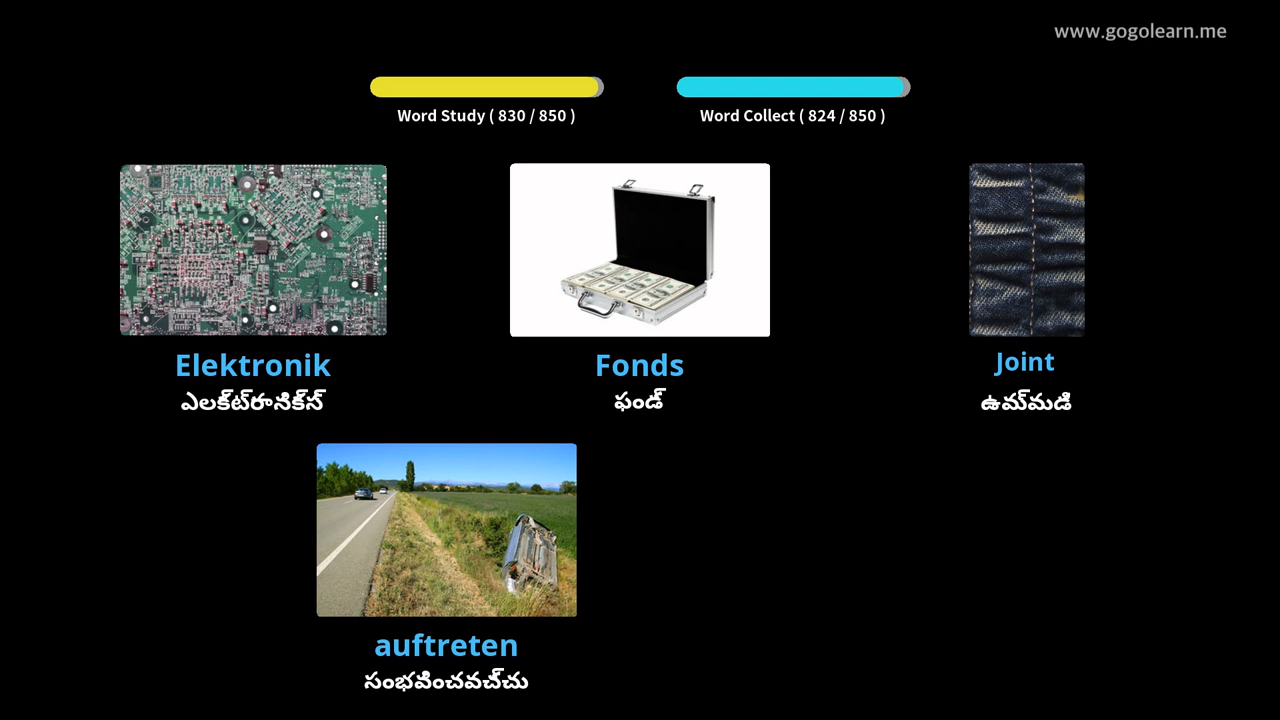 www.gogolearn.me
Word Study ( 830 / 850 )
Word Collect ( 824 / 850 )
Elektronik
ఎలక్ట్రానిక్స్
Fonds
ఫండ్
Joint
ఉమ్మడి
auftreten
సంభవించవచ్చు